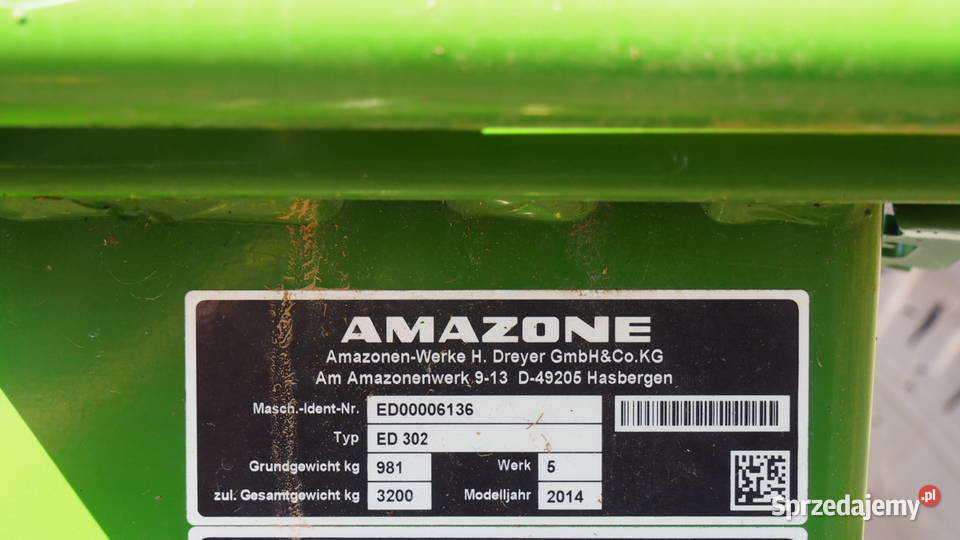 AMAZONE
Amazonen-Werke H. Dreyer GmbH&Co.KG
Am Amazonenwerk 9-13 D-49205 Hasbergen
Masch.-Ident-Nr. ED00006136
Typ ED 302
Grundgewicht kg 981 Werk 5
zul. Gesamtgewicht kg 3200 Modelljahr 2014
Sprzedajemy.pl